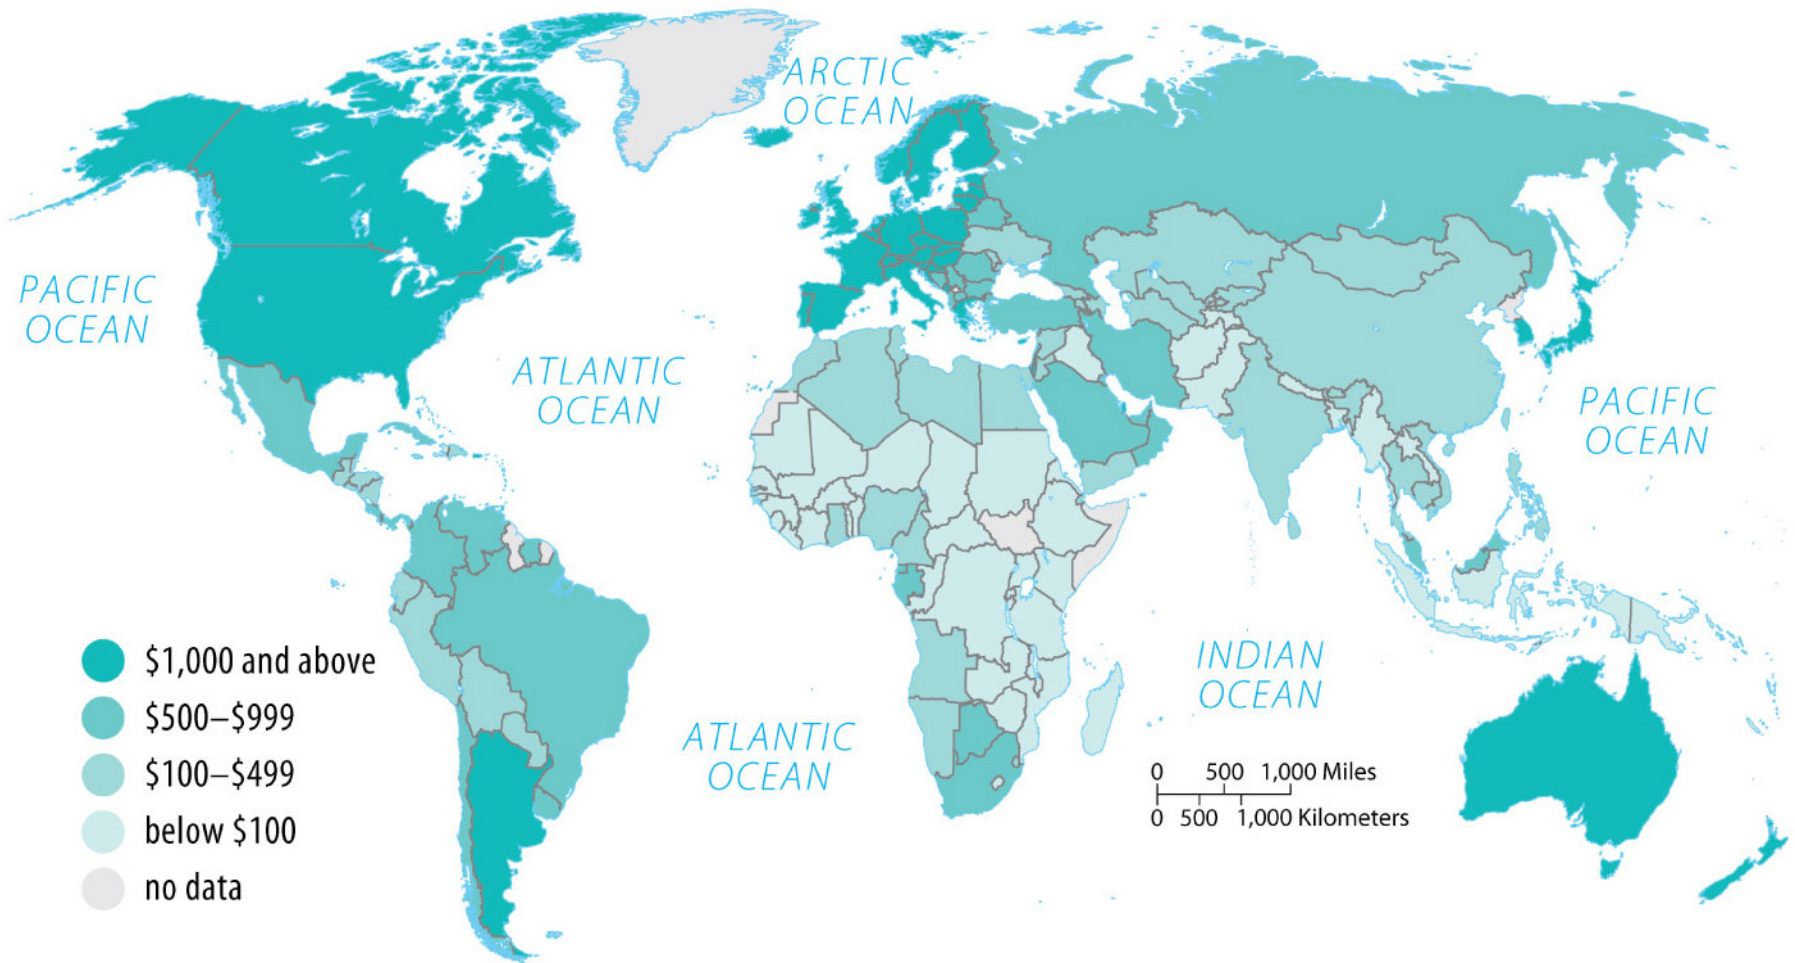 ARCTIC
OCEAN
PACIFIC
OCEAN
ATLANTIC
OCEAN
PACIFIC
OCEAN
INDIAN
OCEAN
ATLANTIC
OCEAN
$1,000 and above
$500–$999
$100–$499
below $100
no data
0 500 1,000 Miles
0 500 1,000 Kilometers